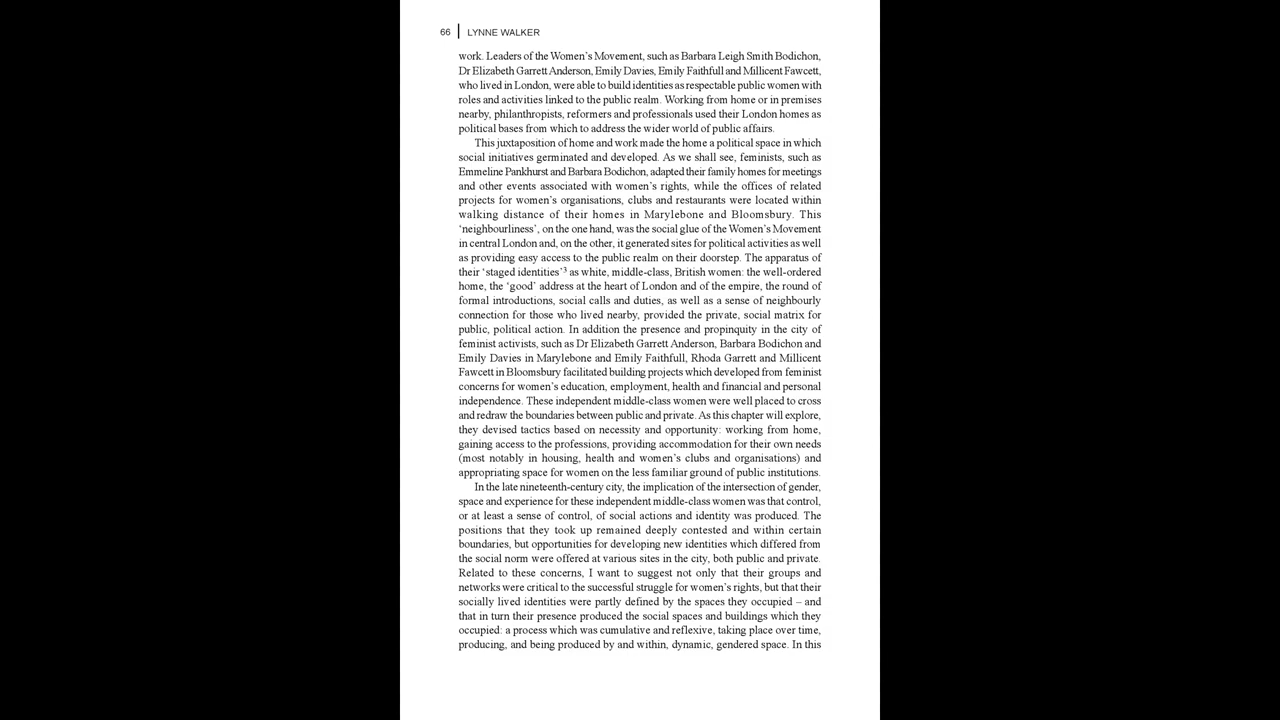 66 | LYNNE WALKER
work. Leaders of the Women’s Movement, such as Barbara Leigh Smith Bodichon,
Dr Elizabeth Garrett Anderson, Emily Davies, Emily Faithfull and Millicent Fawcett,
who lived in London, were able to build identities as respectable public women with
roles and activities linked to the public realm. Working from home or in premises
nearby, philanthropists, reformers and professionals used their London homes as
political bases from which to address the wider world of public affairs.
This juxtaposition of home and work made the home a political space in which
social initiatives germinated and developed. As we shall see, feminists, such as
Emmeline Pankhurst and Barbara Bodichon, adapted their family homes for meetings
and other events associated with women’s rights, while the offices of related
projects for women’s organisations, clubs and restaurants were located within
walking distance of their homes in Marylebone and Bloomsbury. This
‘neighbourliness’, on the one hand, was the social glue of the Women’s Movement
in central London and, on the other, it generated sites for political activities as well
as providing easy access to the public realm on their doorstep. The apparatus of
their ‘staged identities’³ as white, middle-class, British women: the well-ordered
home, the ‘good’ address at the heart of London and of the empire, the round of
formal introductions, social calls and duties, as well as a sense of neighbourly
connection for those who lived nearby, provided the private, social matrix for
public, political action. In addition the presence and propinquity in the city of
feminist activists, such as Dr Elizabeth Garrett Anderson, Barbara Bodichon and
Emily Davies in Marylebone and Emily Faithfull, Rhoda Garrett and Millicent
Fawcett in Bloomsbury facilitated building projects which developed from feminist
concerns for women’s education, employment, health and financial and personal
independence. These independent middle-class women were well placed to cross
and redraw the boundaries between public and private. As this chapter will explore,
they devised tactics based on necessity and opportunity: working from home,
gaining access to the professions, providing accommodation for their own needs
(most notably in housing, health and women’s clubs and organisations) and
appropriating space for women on the less familiar ground of public institutions.
In the late nineteenth-century city, the implication of the intersection of gender,
space and experience for these independent middle-class women was that control,
or at least a sense of control, of social actions and identity was produced. The
positions that they took up remained deeply contested and within certain
boundaries, but opportunities for developing new identities which differed from
the social norm were offered at various sites in the city, both public and private.
Related to these concerns, I want to suggest not only that their groups and
networks were critical to the successful struggle for women’s rights, but that their
socially lived identities were partly defined by the spaces they occupied – and
that in turn their presence produced the social spaces and buildings which they
occupied: a process which was cumulative and reflexive, taking place over time,
producing, and being produced by and within, dynamic, gendered space. In this